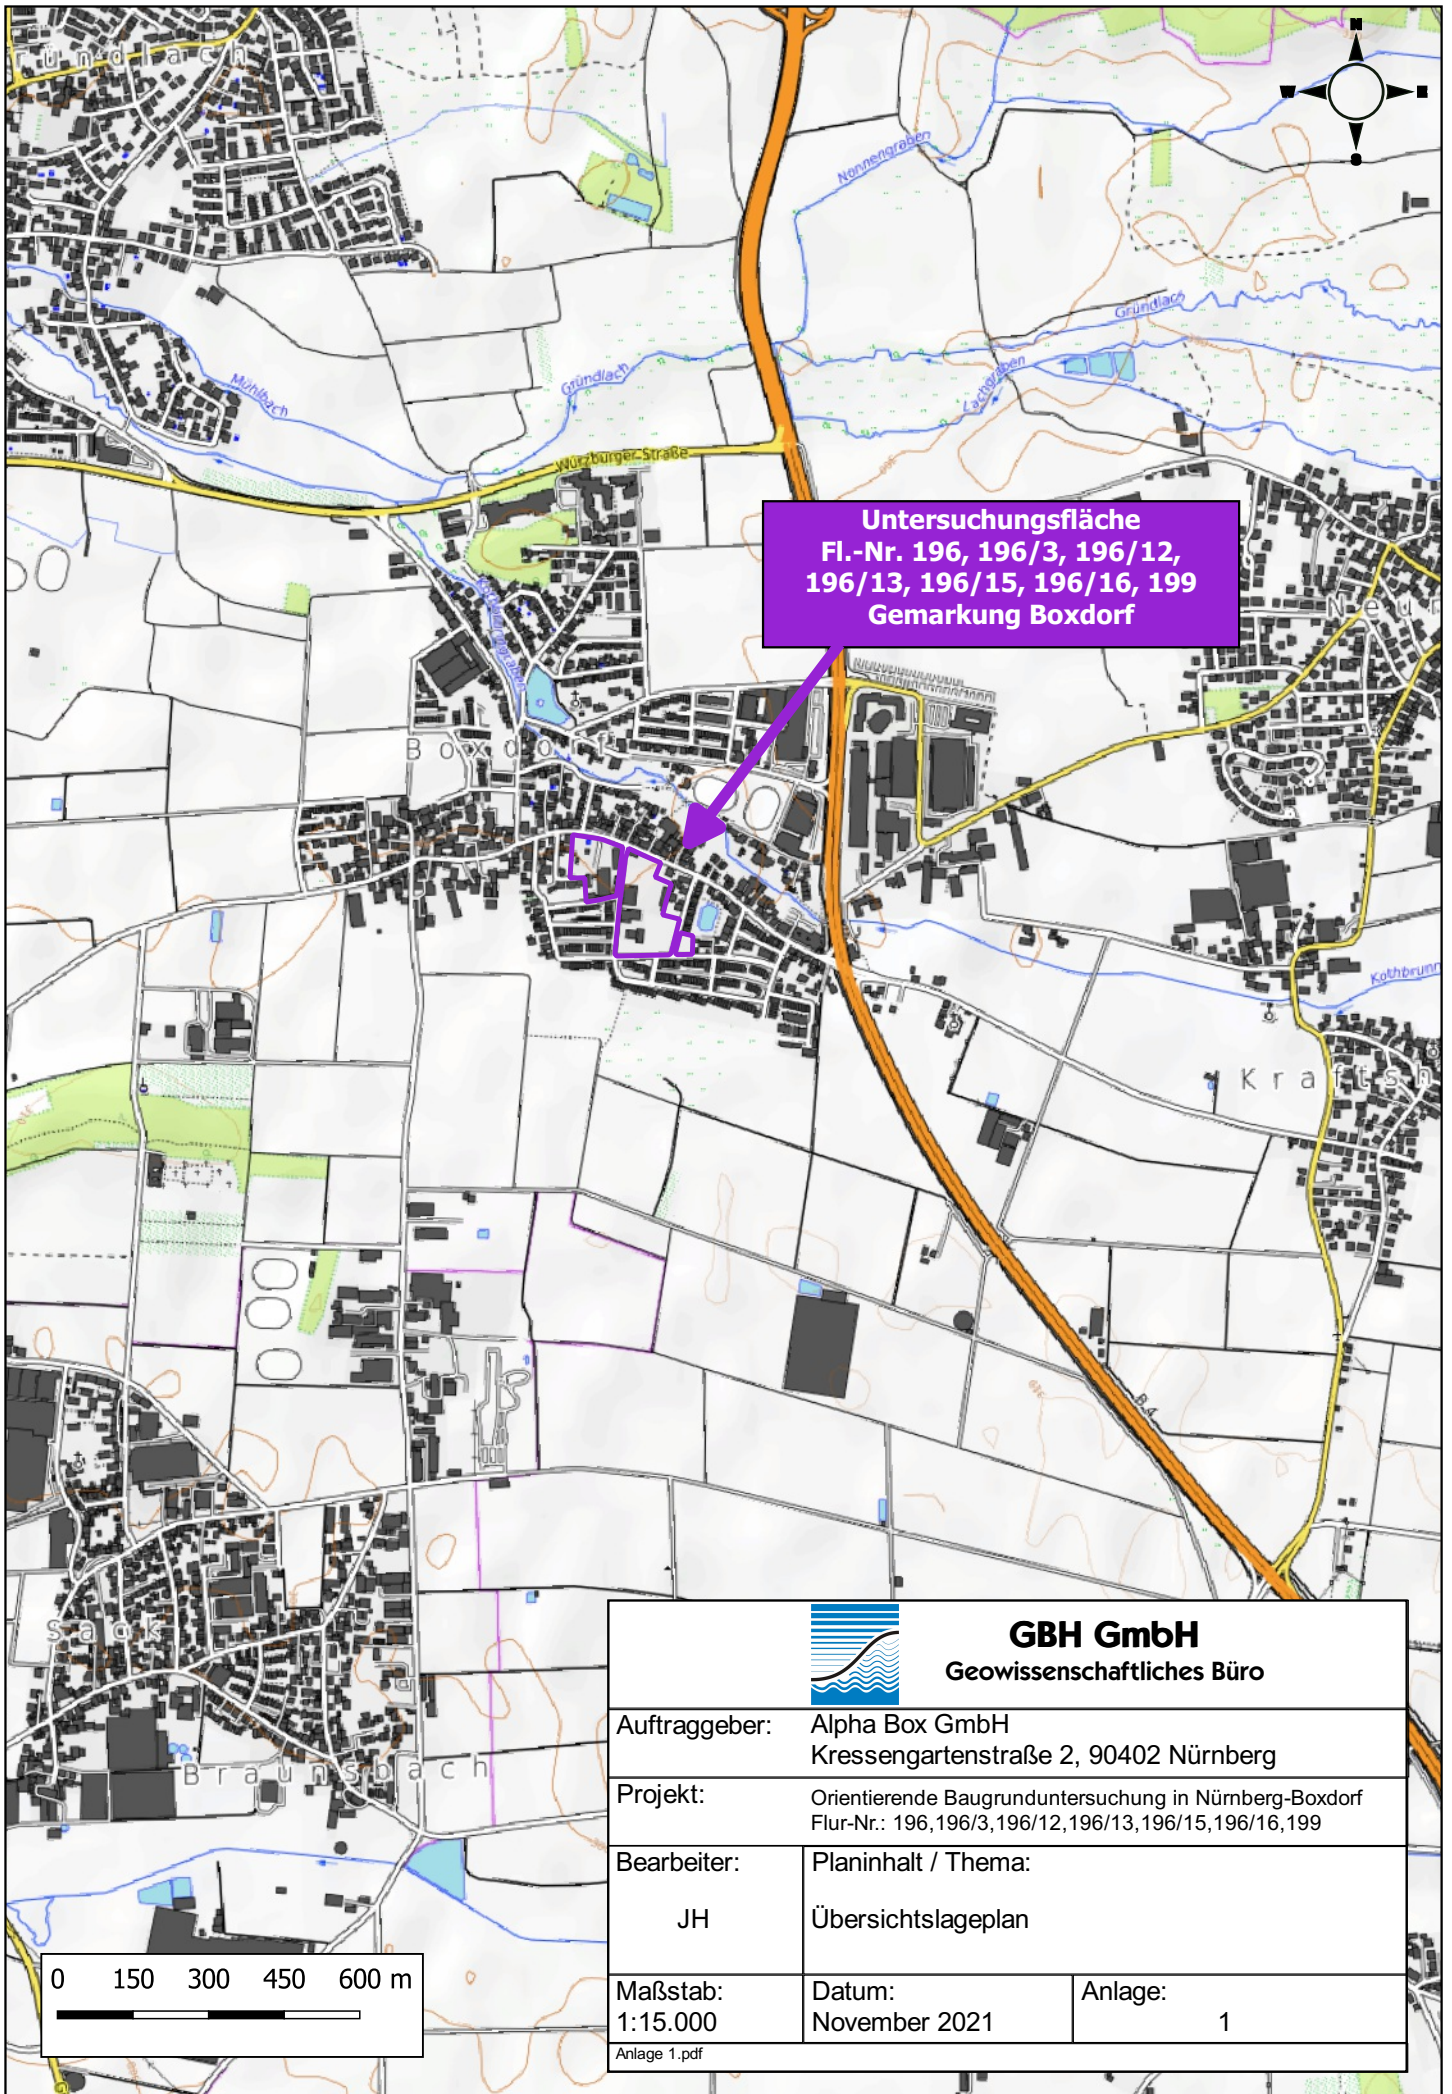 ründlach
N
W
E
S
Nonnengraben
Gründlach
Lachgraben
Gründlach
Mühlbach
Würzburger-Straße
Untersuchungsfläche
Fl.-Nr. 196, 196/3, 196/12,
196/13, 196/15, 196/16, 199
Gemarkung Boxdorf
Neun
Boxdorf
Kothbrunn
Kraftsh
B 4
Sack
Braunsbach
GBH GmbH
Geowissenschaftliches Büro
Auftraggeber:
Alpha Box GmbH
Kressengartenstraße 2, 90402 Nürnberg
Projekt:
Orientierende Baugrunduntersuchung in Nürnberg-Boxdorf
Flur-Nr.: 196,196/3,196/12,196/13,196/15,196/16,199
Bearbeiter:
JH
Planinhalt / Thema:
Übersichtslageplan
Maßstab:
1:15.000
Datum:
November 2021
Anlage:
1
Anlage 1.pdf
0 150 300 450 600 m